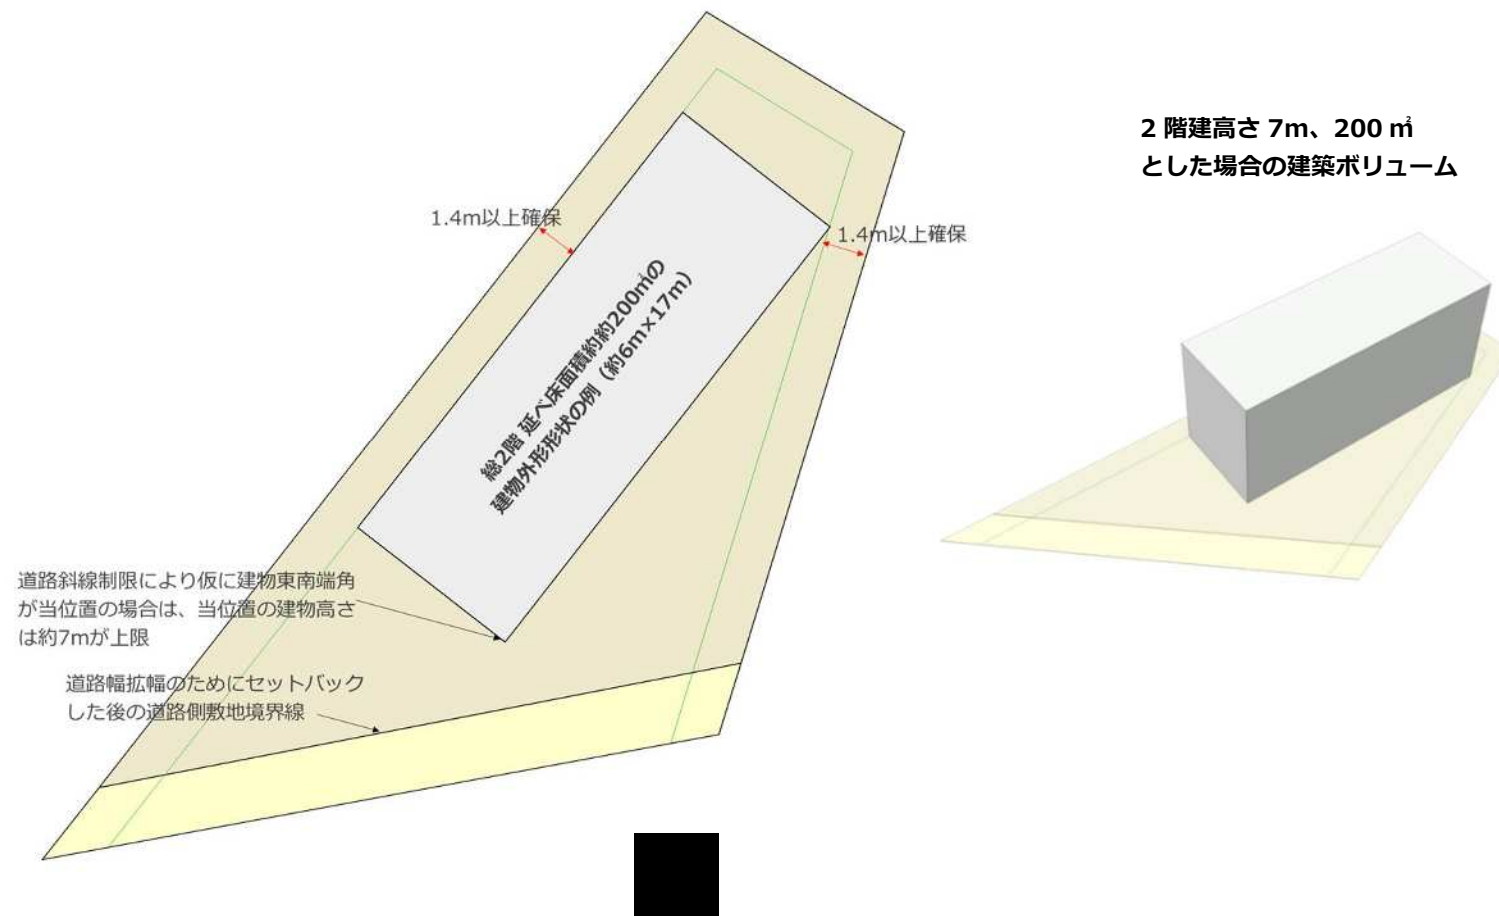 2 階建高さ 7m、200 ㎡
とした場合の建築ボリューム
1.4m以上確保
1.4m以上確保
総2階 延べ床面積約約200㎡の
建物外形形状の例（約6m×17m）
道路斜線制限により仮に建物東南端角
が当位置の場合は、当位置の建物高さ
は約7mが上限
道路幅拡幅のためにセットバック
した後の道路側敷地境界線